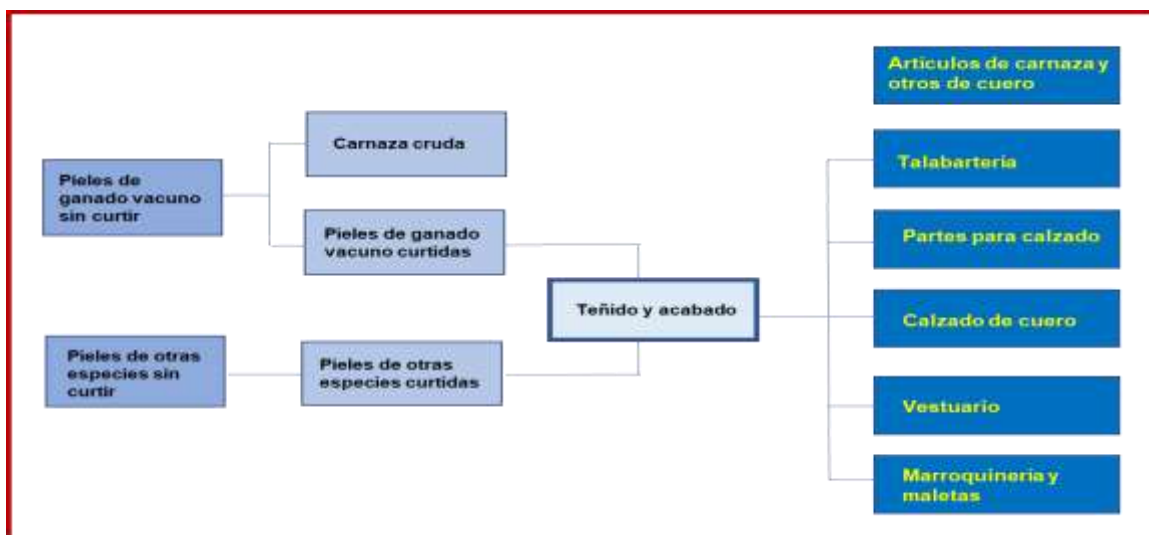 Pieles de
ganado vacuno
sin curtir
Pieles de otras
especies sin
curtir
Carnaza cruda
Pieles de ganado
vacuno curtidas
Pieles de otras
especies curtidas
Teñido y acabado
Articulos de carnaza y
otros de cuero
Talabarteria
Partes para calzado
Calzado de cuero
Vestuario
Marroquineria y
maletas